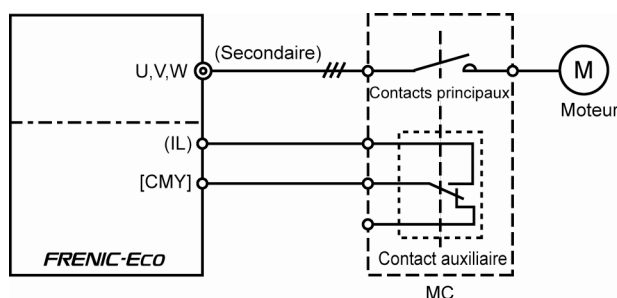 (Secondaire)
U,V,W
M
Contacts principaux
Moteur
(IL)
[CMY]
FRENIC-Eco
Contact auxiliaire
MC